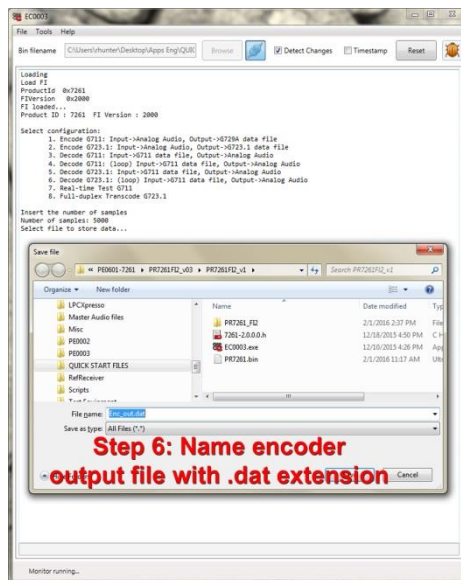 EC0003
File Tools Help
Bin filename C:\Users\rhunter\Desktop\Apps Eng\QUIC Browse Detect Changes Timestamp Reset
Loading
Load FI
ProductId 0x7261
FIVersion 0x2000
FI loaded...
Product ID : 7261 FI Version : 2000
Select configuration:
1. Encode G711: Input->Analog Audio, Output->G729A data file
2. Encode G723.1: Input->Analog Audio, Output->G723.1 data file
3. Decode G711: Input->G711 data file, Output->Analog Audio
4. Decode G711: (loop) Input->G711 data file, Output->Analog Audio
5. Decode G723.1: Input->G711 data file, Output->Analog Audio
6. Decode G723.1: (loop) Input->G711 data file, Output->Analog Audio
7. Real-time Test G711
8. Full-duplex Transcode G723.1
Insert the number of samples
Number of samples: 5000
Select file to store data...
Save file
« PE0601-7261 PR7261FI2_v03 PR7261FI2_v1 Search PR7261FI2_v1
Organize New folder
Name Date modified Typ
LPCXpresso
Master Audio files
Misc
PE0002
PE0003
QUICK START FILES
RefReceiver
Scripts
PR7261_FI2 2/1/2016 2:37 PM File
7261-2.0.0.0.h 12/18/2015 4:50 PM C H
EC0003.exe 12/10/2015 4:26 PM App
PR7261.bin 2/1/2016 11:17 AM Ultr
File name: Enc_out.dat
Save as type: All Files (*.*)
Step 6: Name encoder
output file with .dat extension
Cancel
Monitor running...